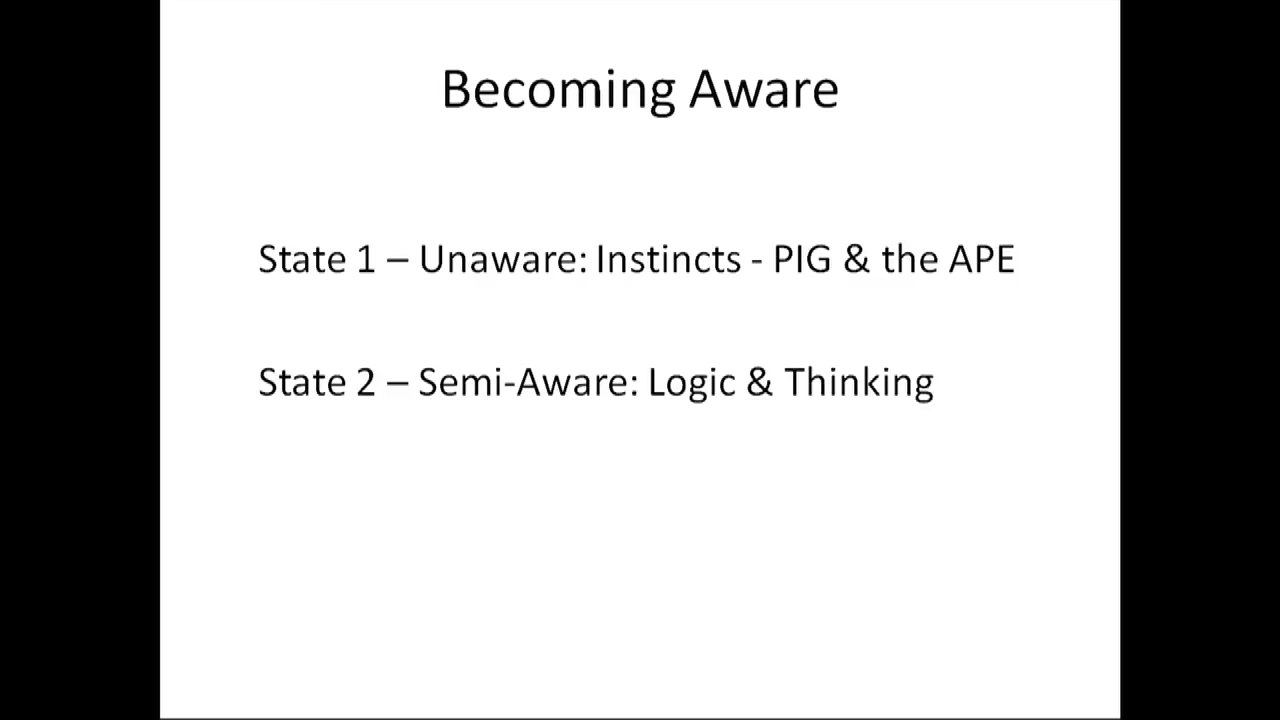 Becoming Aware
State 1 – Unaware: Instincts - PIG & the APE
State 2 – Semi-Aware: Logic & Thinking